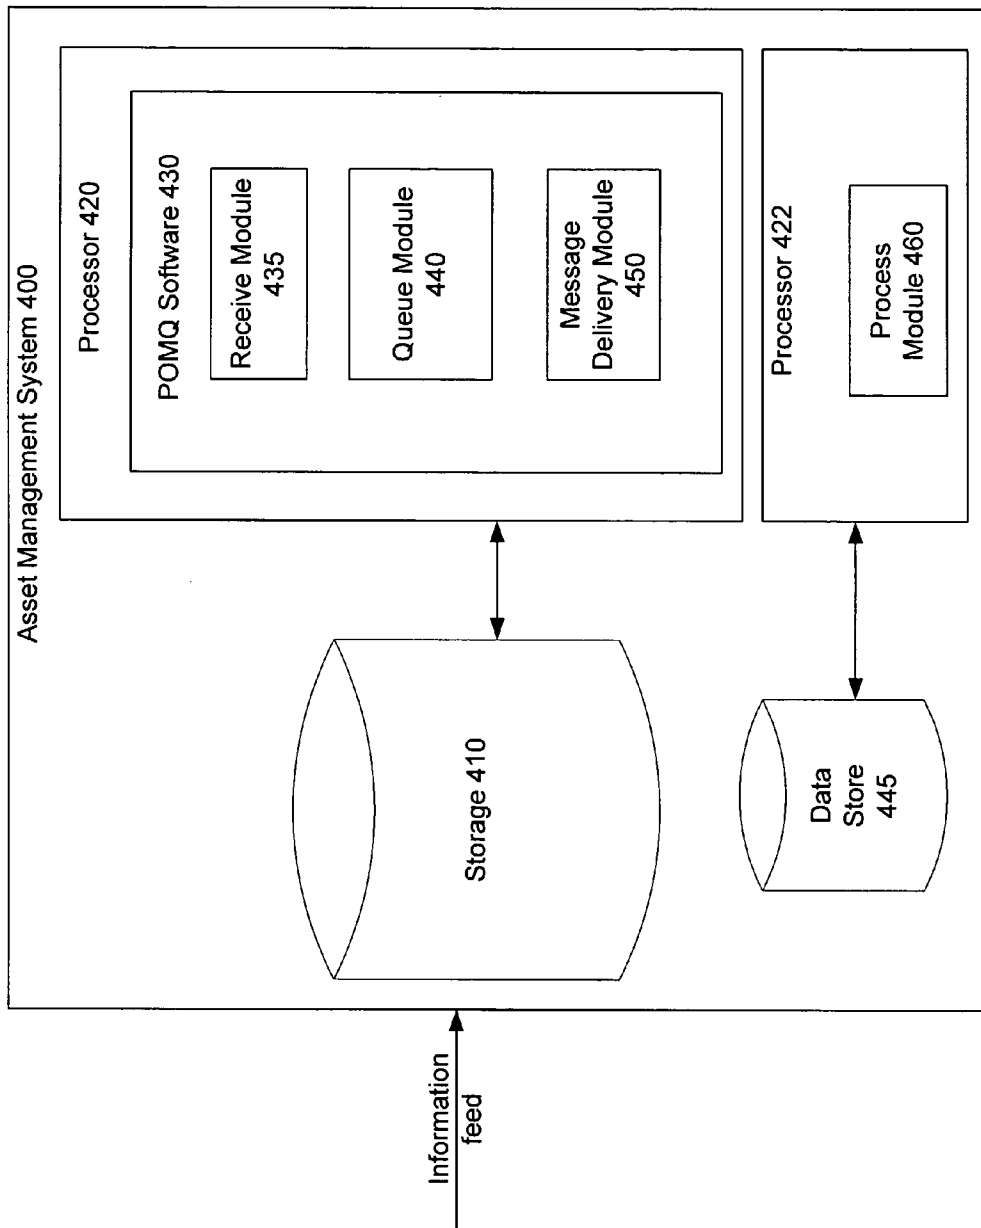 Asset Management System 400
Processor 420
POMQ Software 430
Receive Module
435
Queue Module
440
Message
Delivery Module
450
Processor 422
Process
Module 460
Storage 410
Data
Store
445
Information
feed